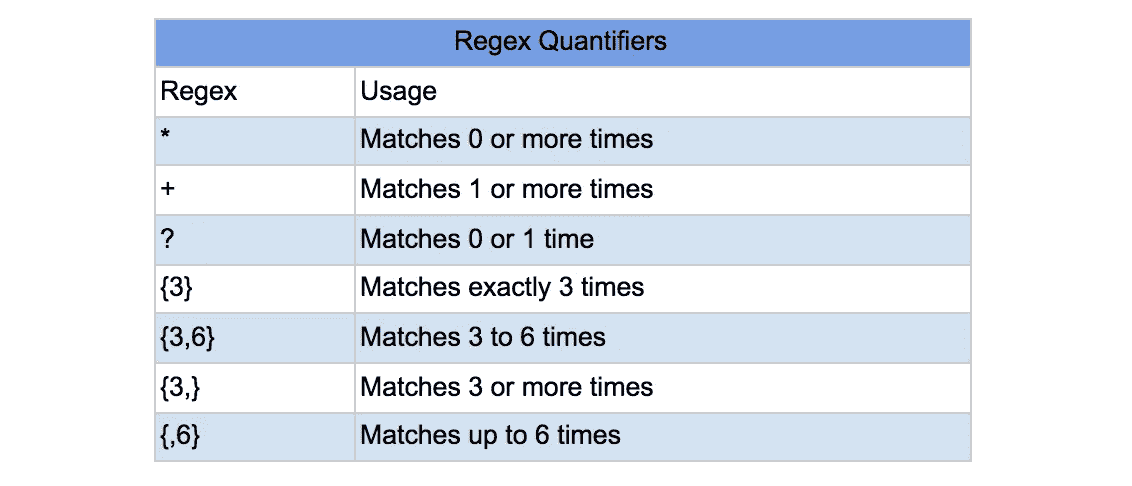 Regex Quantifiers
Regex Usage
* Matches 0 or more times
+ Matches 1 or more times
? Matches 0 or 1 time
{3} Matches exactly 3 times
{3,6} Matches 3 to 6 times
{3,} Matches 3 or more times
{,6} Matches up to 6 times